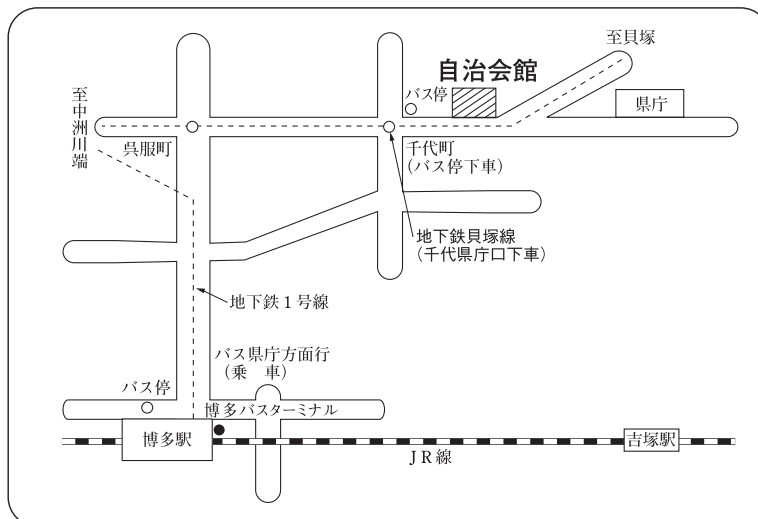 至貝塚
自治会館
バス停
県庁
至中洲川端
呉服町
千代町
（バス停下車）
地下鉄貝塚線
（千代県庁口下車）
地下鉄１号線
バス県庁方面行
（乗　車）
バス停
博多バスターミナル
博多駅
吉塚駅
ＪＲ線